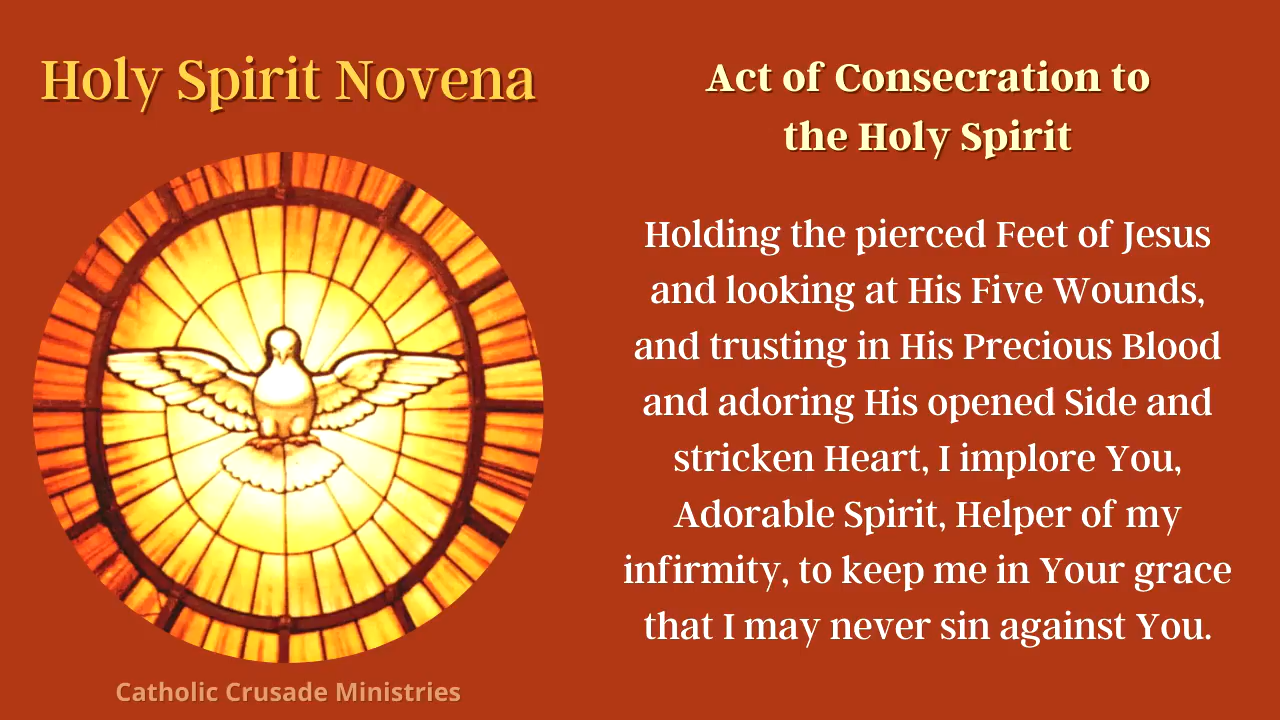 Holy Spirit Novena
Catholic Crusade Ministries
Act of Consecration to
the Holy Spirit
Holding the pierced Feet of Jesus
and looking at His Five Wounds,
and trusting in His Precious Blood
and adoring His opened Side and
stricken Heart, I implore You,
Adorable Spirit, Helper of my
infirmity, to keep me in Your grace
that I may never sin against You.